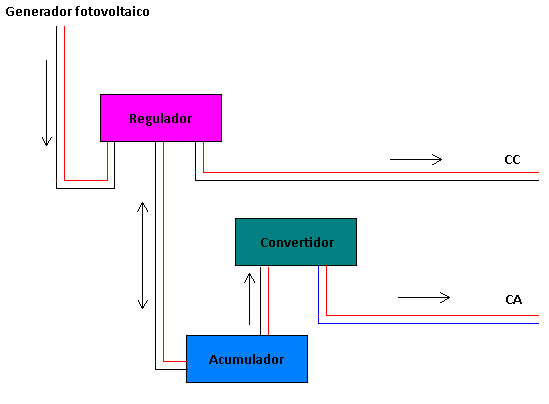 Generador fotovoltaico
Regulador
CC
Convertidor
CA
Acumulador